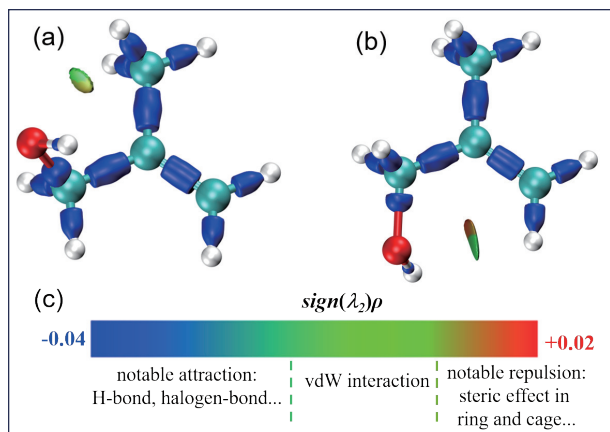 (a)
(b)
(c)
sign(λ₂)ρ
-0.04
+0.02
notable attraction:
H-bond, halogen-bond...
vdW interaction
notable repulsion:
steric effect in
ring and cage...